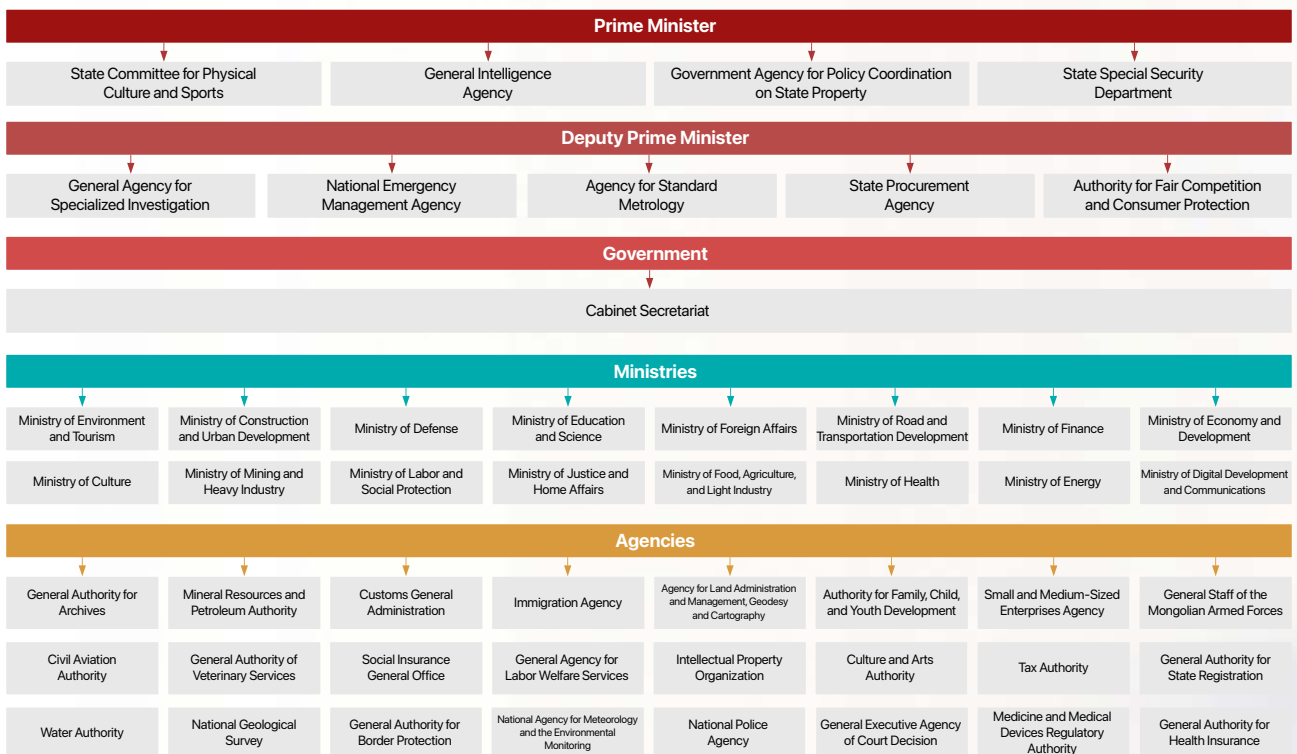 Prime Minister
State Committee for Physical
Culture and Sports
General Intelligence
Agency
Government Agency for Policy Coordination
on State Property
State Special Security
Department
Deputy Prime Minister
General Agency for
Specialized Investigation
National Emergency
Management Agency
Agency for Standard
Metrology
State Procurement
Agency
Authority for Fair Competition
and Consumer Protection
Government
Cabinet Secretariat
Ministries
Ministry of Environment
and Tourism
Ministry of Construction
and Urban Development
Ministry of Defense
Ministry of Education
and Science
Ministry of Foreign Affairs
Ministry of Road and
Transportation Development
Ministry of Finance
Ministry of Economy and
Development
Ministry of Culture
Ministry of Mining and
Heavy Industry
Ministry of Labor and
Social Protection
Ministry of Justice and
Home Affairs
Ministry of Food, Agriculture,
and Light Industry
Ministry of Health
Ministry of Energy
Ministry of Digital Development
and Communications
Agencies
General Authority for
Archives
Mineral Resources and
Petroleum Authority
Customs General
Administration
Immigration Agency
Agency for Land Administration
and Management, Geodesy
and Cartography
Authority for Family, Child,
and Youth Development
Small and Medium-Sized
Enterprises Agency
General Staff of the
Mongolian Armed Forces
Civil Aviation
Authority
General Authority of
Veterinary Services
Social Insurance
General Office
General Agency for
Labor Welfare Services
Intellectual Property
Organization
Culture and Arts
Authority
Tax Authority
General Authority for
State Registration
Water Authority
National Geological
Survey
General Authority for
Border Protection
National Agency for Meteorology
and the Environmental
Monitoring
National Police
Agency
General Executive Agency
of Court Decision
Medicine and Medical
Devices Regulatory
Authority
General Authority for
Health Insurance